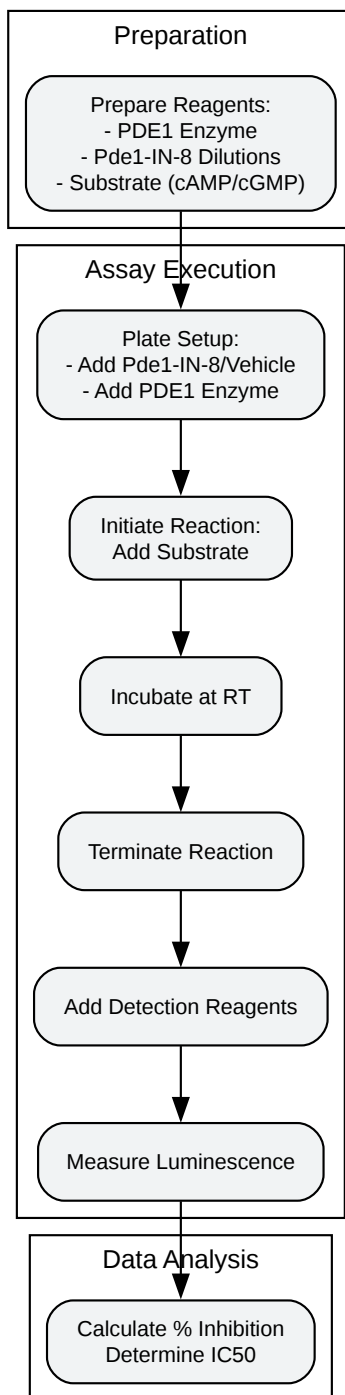 Preparation
Prepare Reagents:
- PDE1 Enzyme
- Pde1-IN-8 Dilutions
- Substrate (cAMP/cGMP)
Assay Execution
Plate Setup:
- Add Pde1-IN-8/Vehicle
- Add PDE1 Enzyme
Initiate Reaction:
Add Substrate
Incubate at RT
Terminate Reaction
Add Detection Reagents
Measure Luminescence
Data Analysis
Calculate % Inhibition
Determine IC50